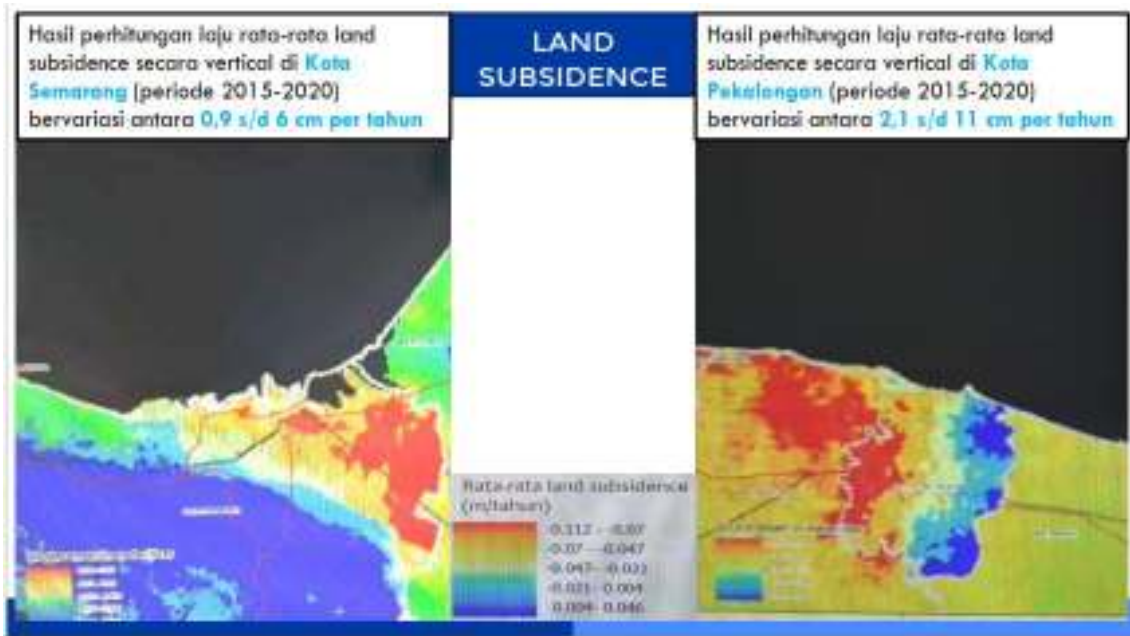 Hasil perhitungan laju rata-rata land
subsidence secara vertical di Kota
Semarang (periode 2015-2020)
bervariasi antara 0,9 s/d 6 cm per tahun
LAND
SUBSIDENCE
Hasil perhitungan laju rata-rata land
subsidence secara vertical di Kota
Pekalongan (periode 2015-2020)
bervariasi antara 2,1 s/d 11 cm per tahun
Rata-rata land subsidence
(m/tahun)
-0.112 - -0.07
-0.07 - -0.047
-0.047 - -0.021
-0.021 - 0.004
0.004 - 0.046